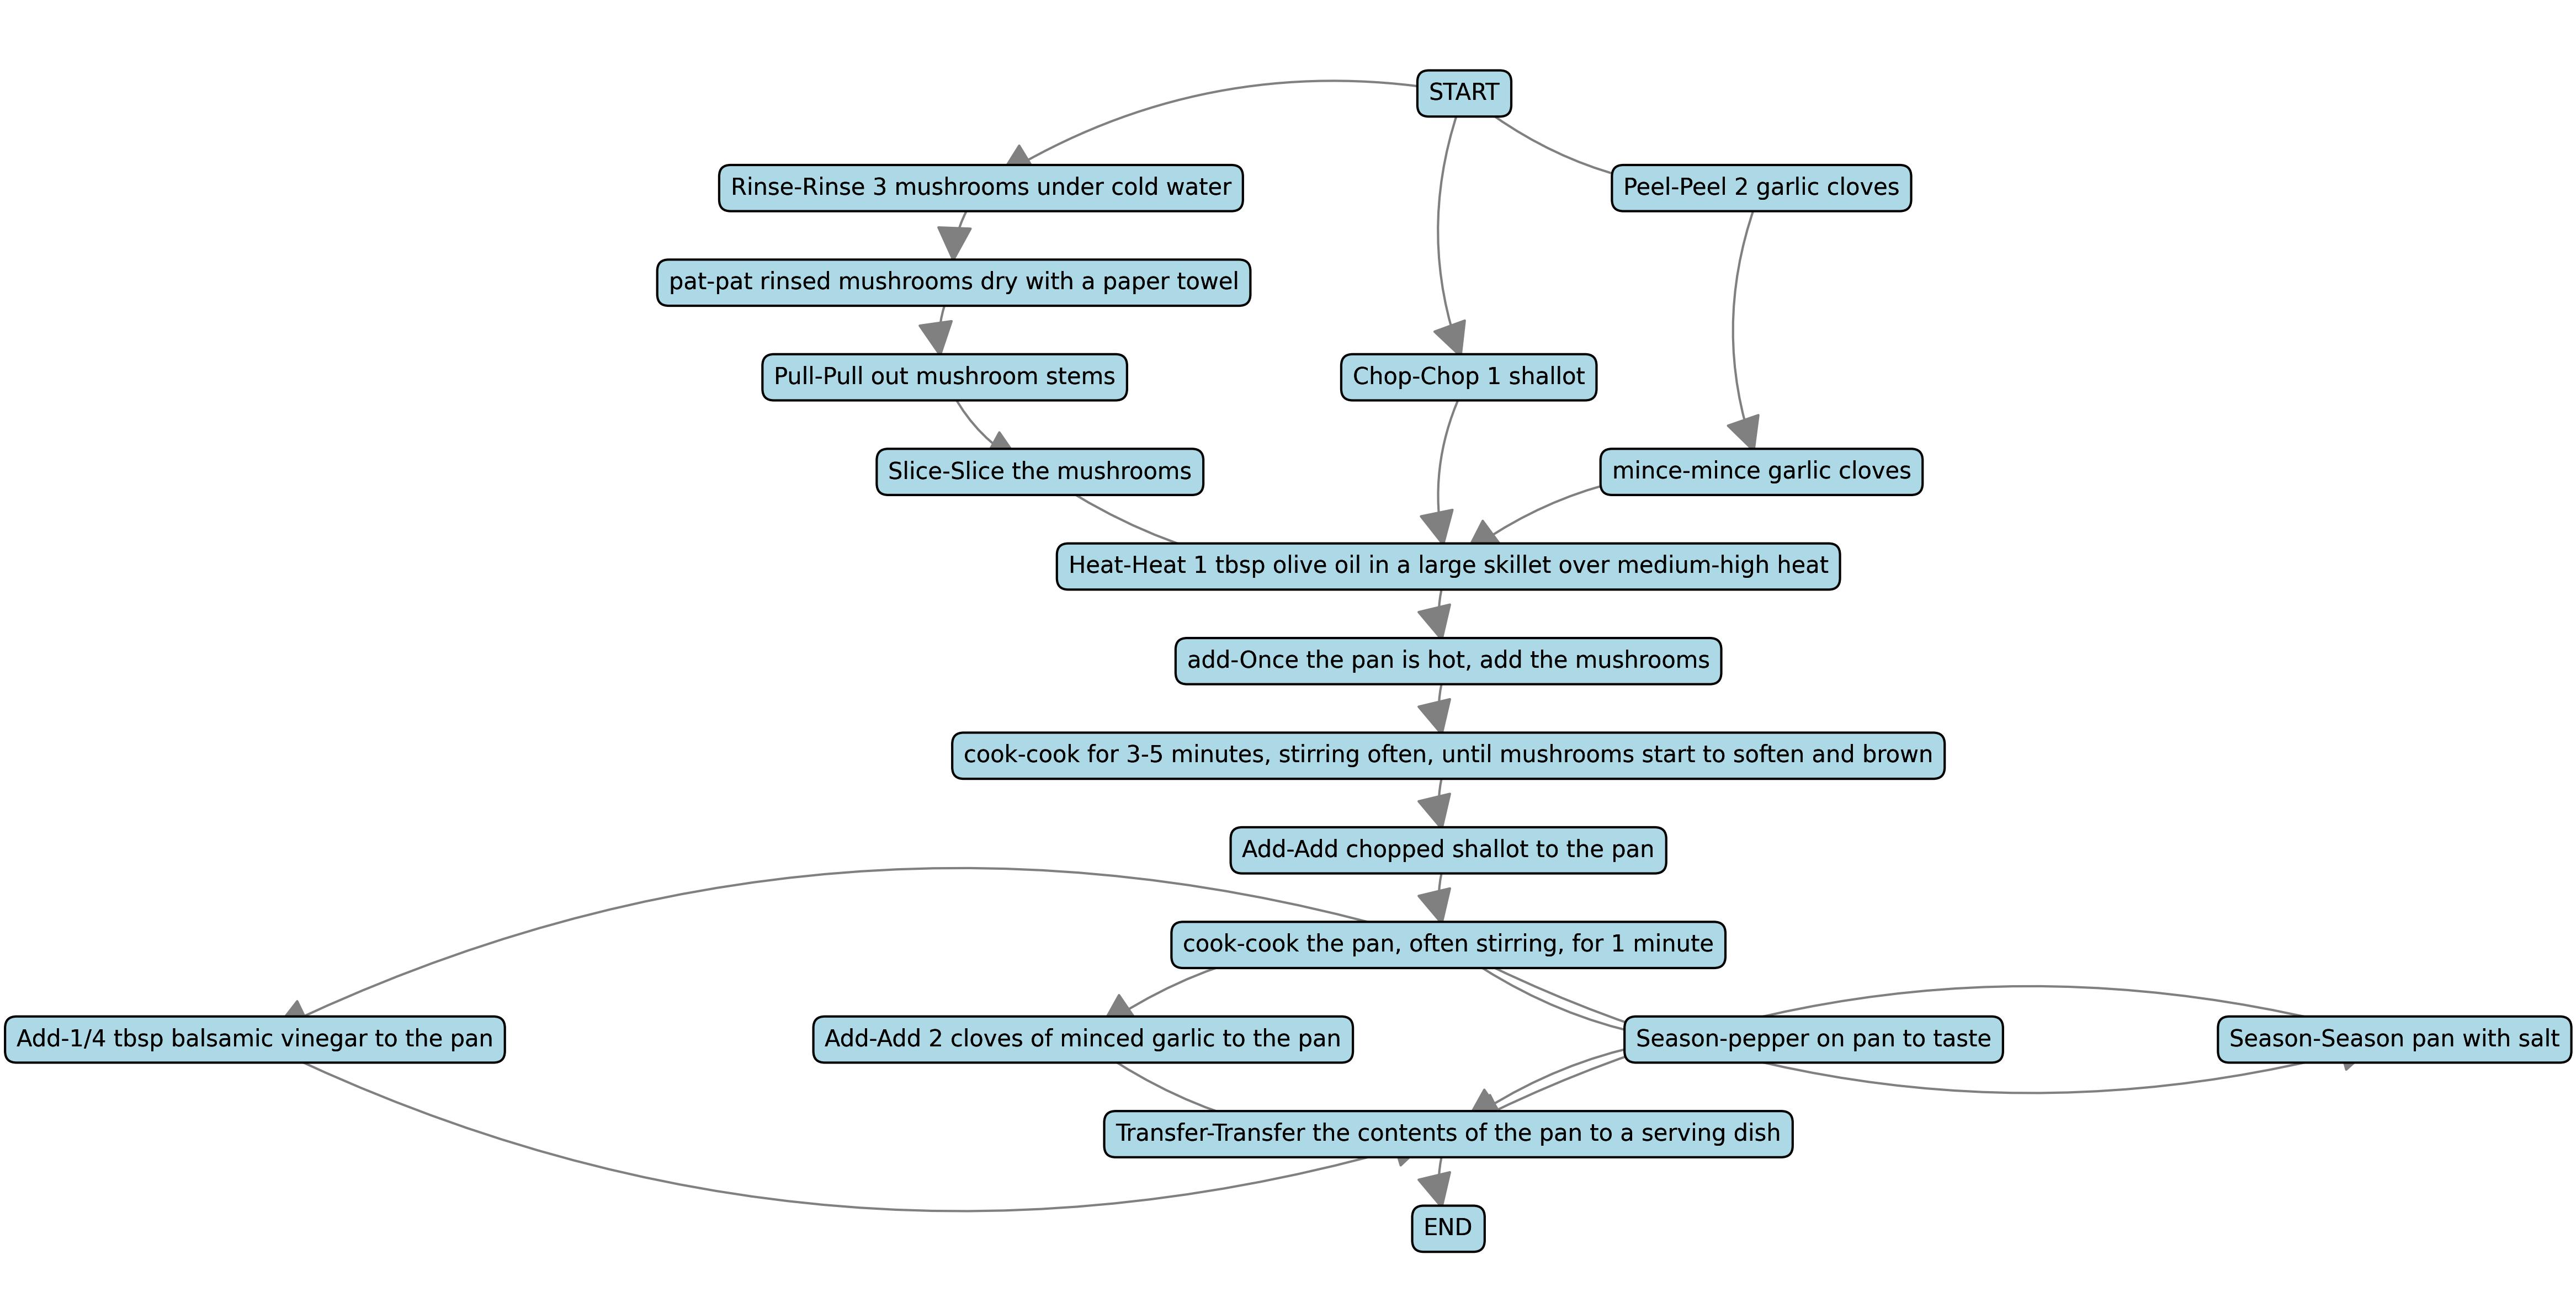 START
Rinse-Rinse 3 mushrooms under cold water
Peel-Peel 2 garlic cloves
pat-pat rinsed mushrooms dry with a paper towel
Pull-Pull out mushroom stems
Chop-Chop 1 shallot
Slice-Slice the mushrooms
mince-mince garlic cloves
Heat-Heat 1 tbsp olive oil in a large skillet over medium-high heat
add-Once the pan is hot, add the mushrooms
cook-cook for 3-5 minutes, stirring often, until mushrooms start to soften and brown
Add-Add chopped shallot to the pan
cook-cook the pan, often stirring, for 1 minute
Add-1/4 tbsp balsamic vinegar to the pan
Add-Add 2 cloves of minced garlic to the pan
Season-pepper on pan to taste
Season-Season pan with salt
Transfer-Transfer the contents of the pan to a serving dish
END